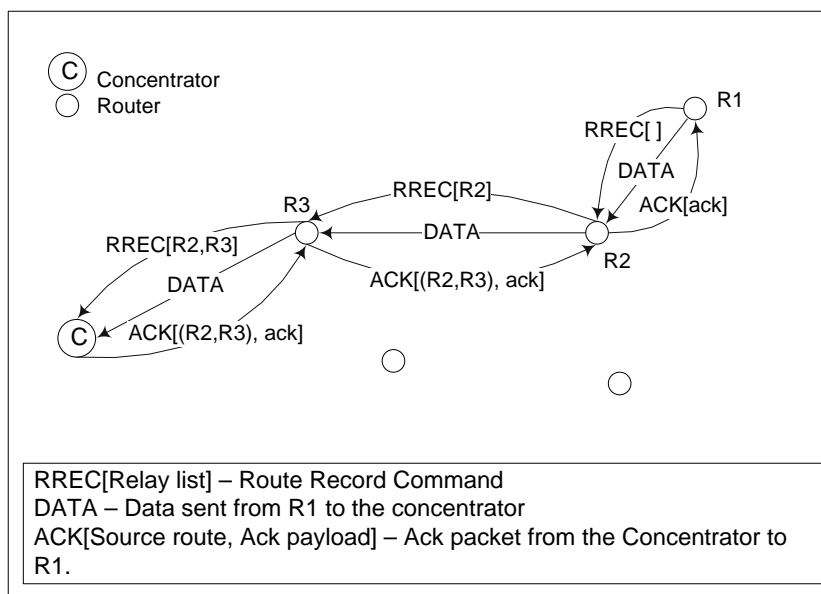 C Concentrator
Router
R1
RREC[ ]
DATA
ACK[ack]
RREC[R2]
R3
DATA
R2
RREC[R2,R3]
DATA
ACK[(R2,R3), ack]
C
ACK[(R2,R3), ack]
RREC[Relay list] – Route Record Command
DATA – Data sent from R1 to the concentrator
ACK[Source route, Ack payload] – Ack packet from the Concentrator to
R1.